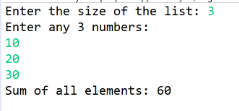 Enter the size of the list: 3
Enter any 3 numbers:
10
20
30
Sum of all elements: 60